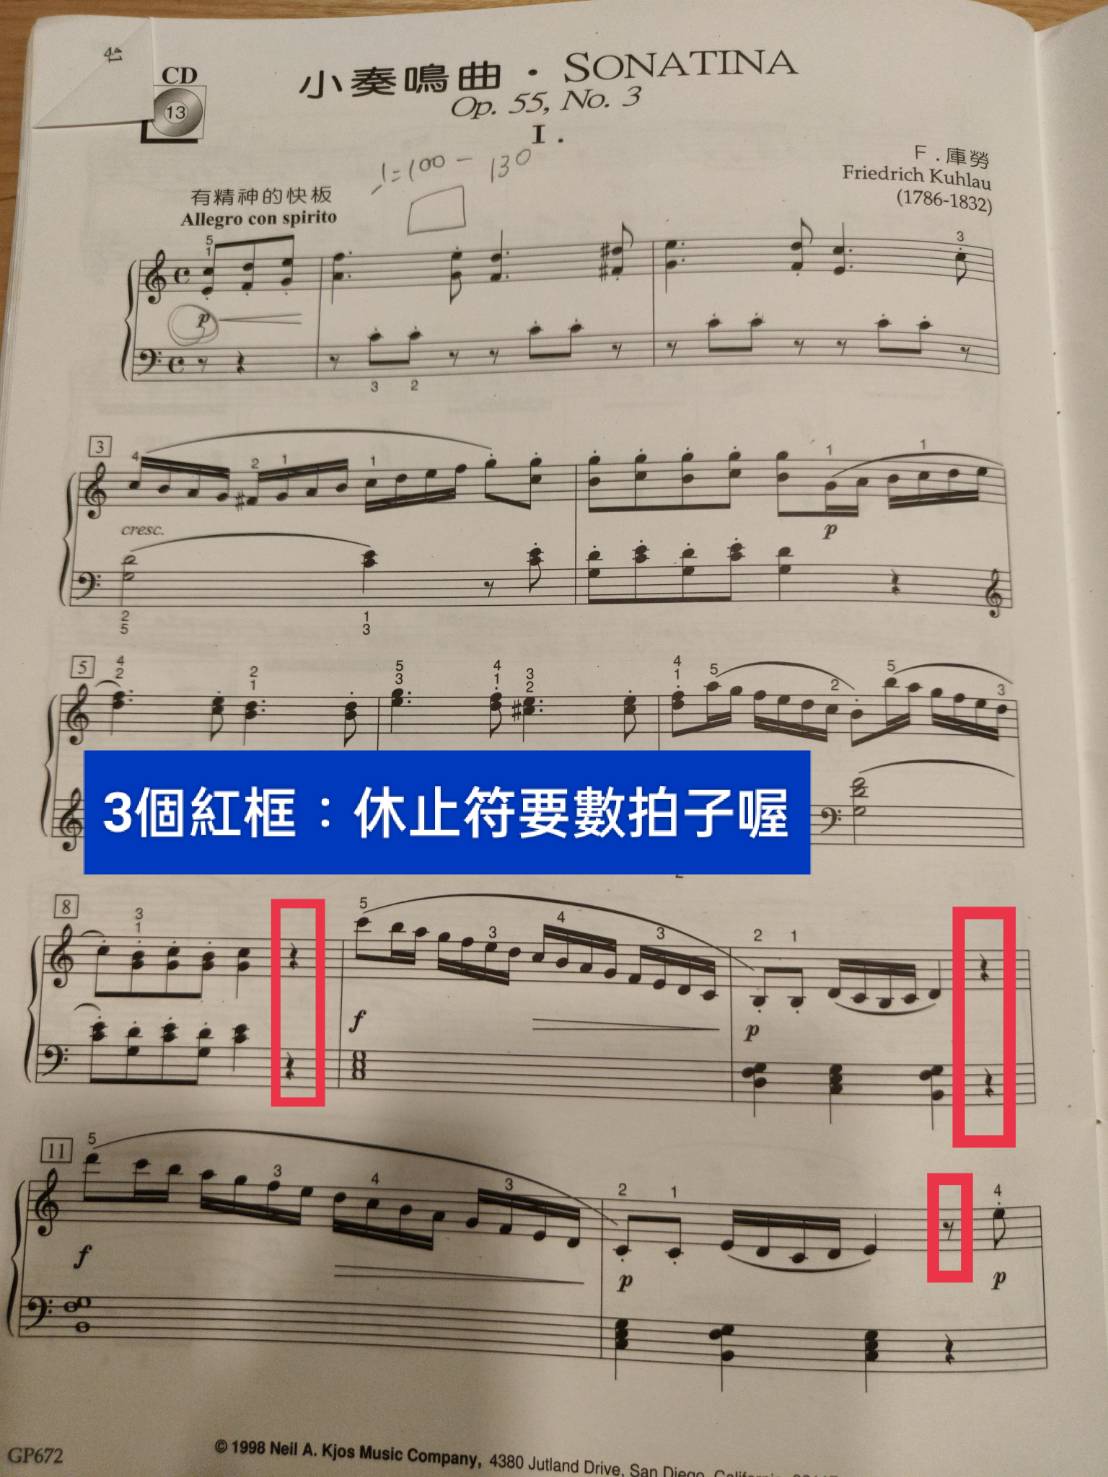 CD
13
小奏鳴曲 · SONATINA
Op. 55, No. 3
I .
♩=100 - 130
F . 庫勞
Friedrich Kuhlau
(1786-1832)
有精神的快板
Allegro con spirito
5
1
3
p
3 2
3
4 2 1 1 1 1
cresc.
p
2
5
1
3
5
4
2
2
1
5
3
4
1
3
2
4
1
5 2 5 3
3個紅框：休止符要數拍子喔
8
3
1
5 3 4 3 2 1
f
p
11
5 3 4 3 2 1 4
f
p
p
© 1998 Neil A. Kjos Music Company, 4380 Jutland Drive, San Diego,
GP672